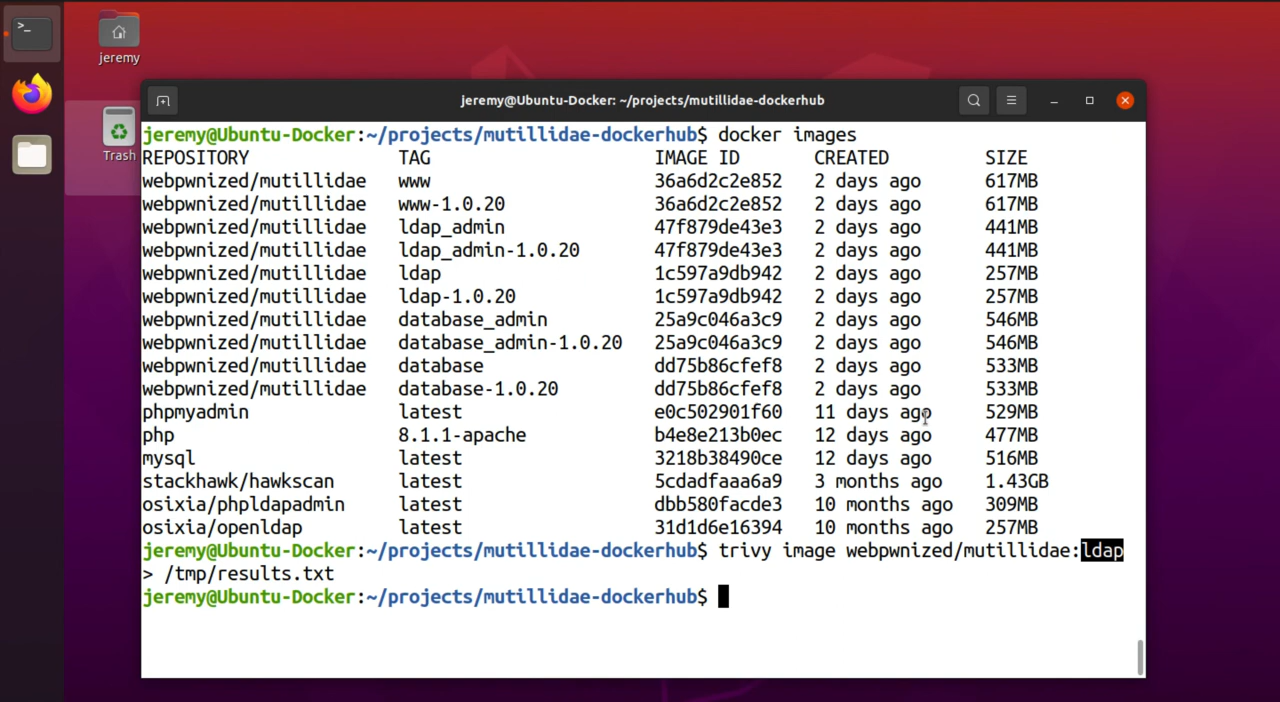 >_
jeremy
Trash
jeremy@Ubuntu-Docker: ~/projects/mutillidae-dockerhub
jeremy@Ubuntu-Docker:~/projects/mutillidae-dockerhub$ docker images
REPOSITORY TAG IMAGE ID CREATED SIZE
webpwnized/mutillidae www 36a6d2c2e852 2 days ago 617MB
webpwnized/mutillidae www-1.0.20 36a6d2c2e852 2 days ago 617MB
webpwnized/mutillidae ldap_admin 47f879de43e3 2 days ago 441MB
webpwnized/mutillidae ldap_admin-1.0.20 47f879de43e3 2 days ago 441MB
webpwnized/mutillidae ldap 1c597a9db942 2 days ago 257MB
webpwnized/mutillidae ldap-1.0.20 1c597a9db942 2 days ago 257MB
webpwnized/mutillidae database_admin 25a9c046a3c9 2 days ago 546MB
webpwnized/mutillidae database_admin-1.0.20 25a9c046a3c9 2 days ago 546MB
webpwnized/mutillidae database dd75b86cfef8 2 days ago 533MB
webpwnized/mutillidae database-1.0.20 dd75b86cfef8 2 days ago 533MB
phpmyadmin latest e0c502901f60 11 days ago 529MB
php 8.1.1-apache b4e8e213b0ec 12 days ago 477MB
mysql latest 3218b38490ce 12 days ago 516MB
stackhawk/hawkscan latest 5cdadfaaa6a9 3 months ago 1.43GB
osixia/phpldapadmin latest dbb580facde3 10 months ago 309MB
osixia/openldap latest 31d1d6e16394 10 months ago 257MB
jeremy@Ubuntu-Docker:~/projects/mutillidae-dockerhub$ trivy image webpwnized/mutillidae:ldap
> /tmp/results.txt
jeremy@Ubuntu-Docker:~/projects/mutillidae-dockerhub$